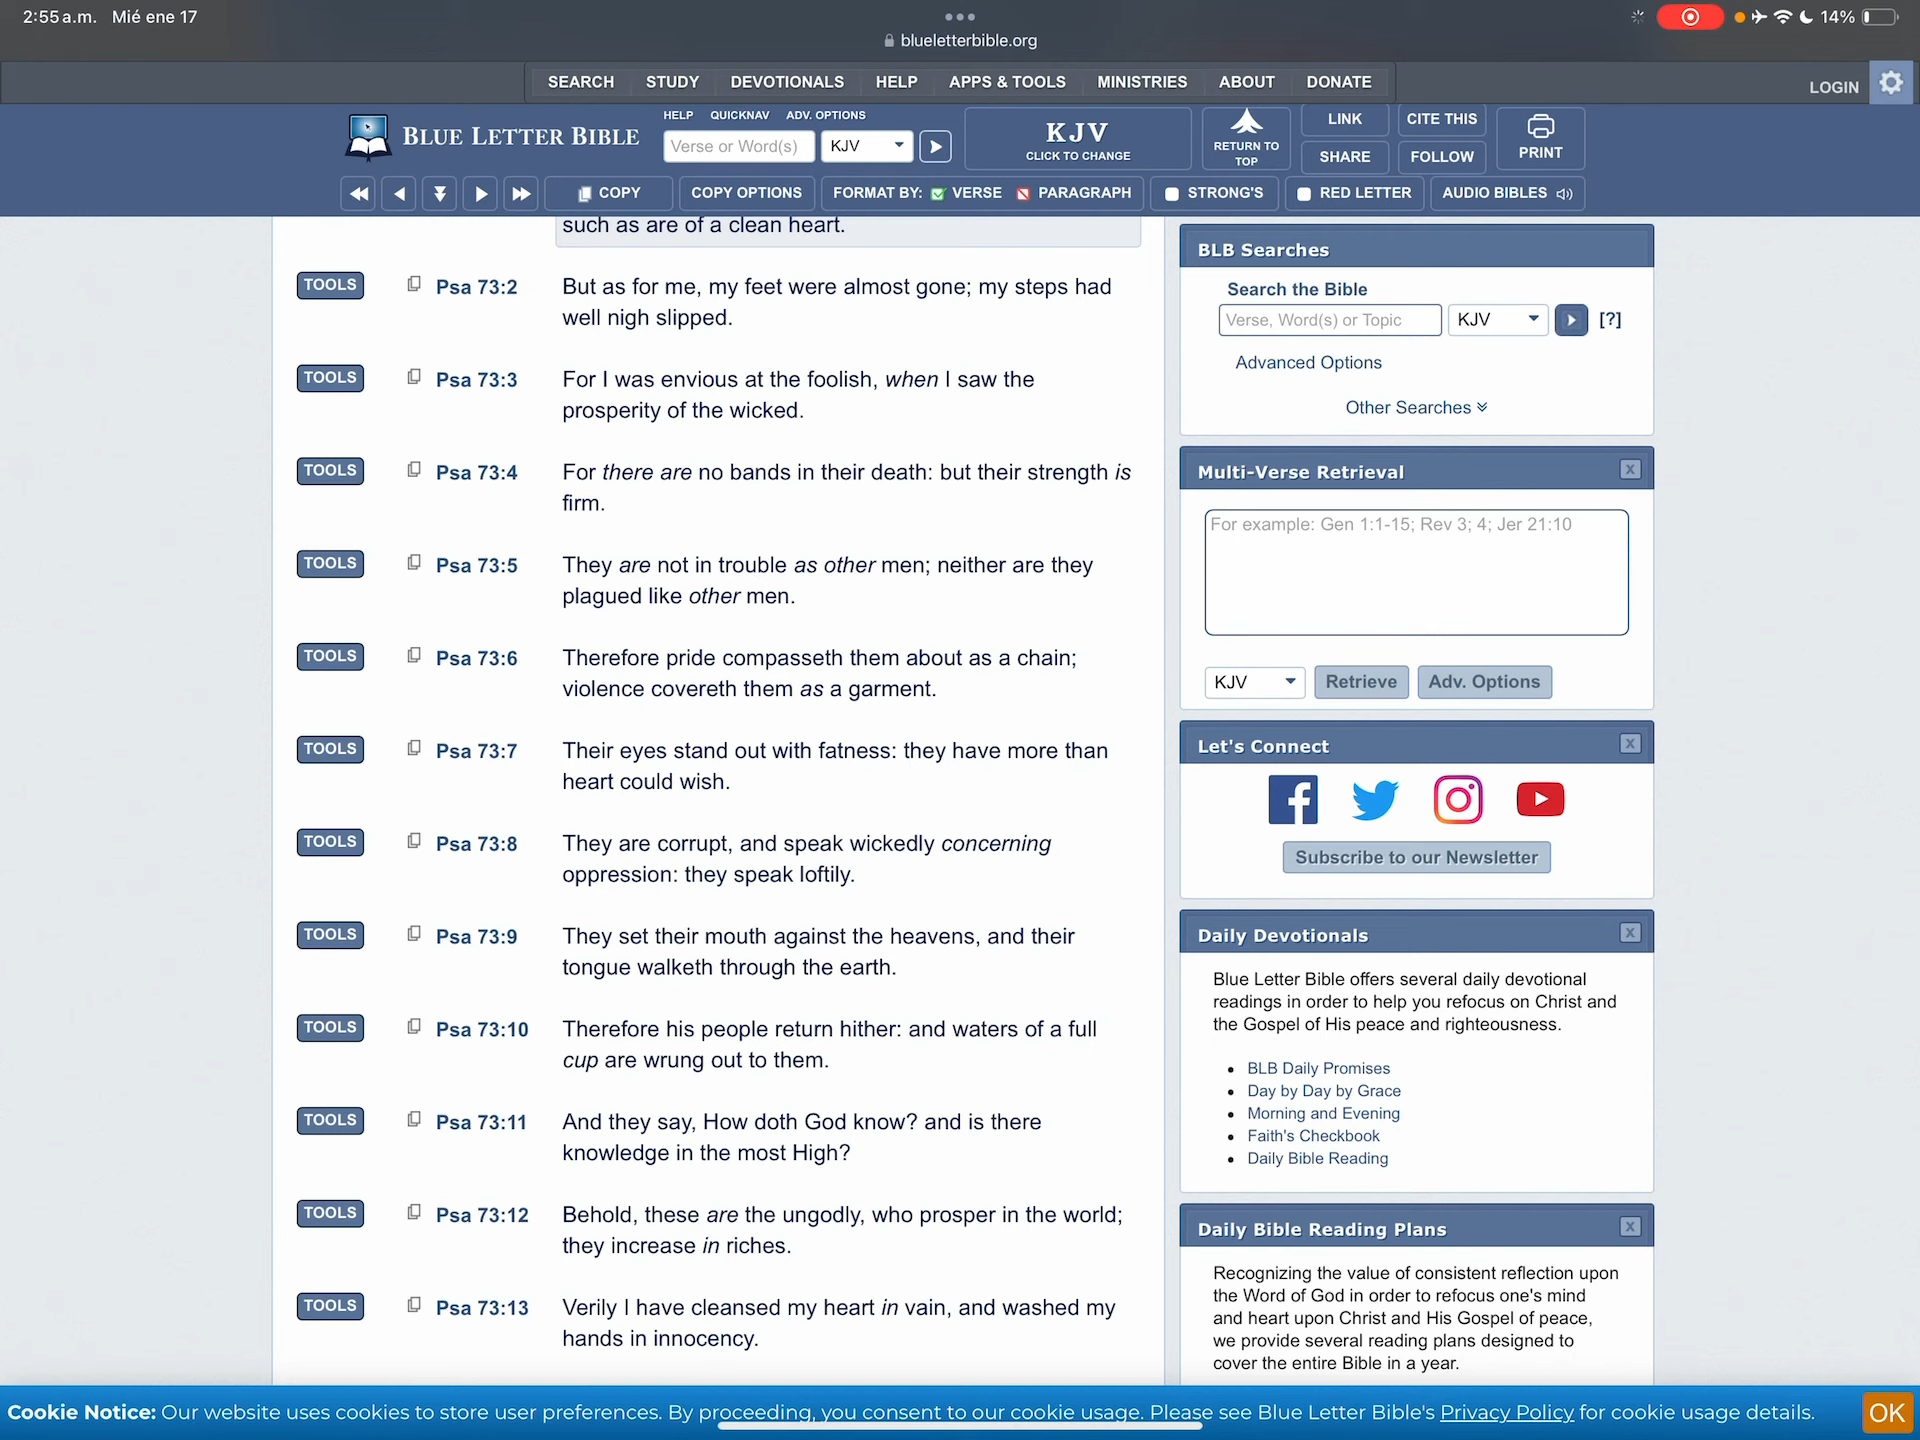 2:55 a.m. Mié ene 17
14%
blueletterbible.org
SEARCH STUDY DEVOTIONALS HELP APPS & TOOLS MINISTRIES ABOUT DONATE
LOGIN
BLUE LETTER BIBLE
HELP QUICKNAV ADV. OPTIONS
Verse or Word(s) KJV
KJV
CLICK TO CHANGE
RETURN TO
TOP
LINK CITE THIS
SHARE FOLLOW
PRINT
COPY COPY OPTIONS FORMAT BY: VERSE PARAGRAPH STRONG'S RED LETTER AUDIO BIBLES
such as are of a clean heart.
TOOLS Psa 73:2 But as for me, my feet were almost gone; my steps had
well nigh slipped.
TOOLS Psa 73:3 For I was envious at the foolish, when I saw the
prosperity of the wicked.
TOOLS Psa 73:4 For there are no bands in their death: but their strength is
firm.
TOOLS Psa 73:5 They are not in trouble as other men; neither are they
plagued like other men.
TOOLS Psa 73:6 Therefore pride compasseth them about as a chain;
violence covereth them as a garment.
TOOLS Psa 73:7 Their eyes stand out with fatness: they have more than
heart could wish.
TOOLS Psa 73:8 They are corrupt, and speak wickedly concerning
oppression: they speak loftily.
TOOLS Psa 73:9 They set their mouth against the heavens, and their
tongue walketh through the earth.
TOOLS Psa 73:10 Therefore his people return hither: and waters of a full
cup are wrung out to them.
TOOLS Psa 73:11 And they say, How doth God know? and is there
knowledge in the most High?
TOOLS Psa 73:12 Behold, these are the ungodly, who prosper in the world;
they increase in riches.
TOOLS Psa 73:13 Verily I have cleansed my heart in vain, and washed my
hands in innocency.
BLB Searches
Search the Bible
Verse, Word(s) or Topic KJV [?]
Advanced Options
Other Searches
Multi-Verse Retrieval X
For example: Gen 1:1-15; Rev 3; 4; Jer 21:10
KJV Retrieve Adv. Options
Let's Connect X
Subscribe to our Newsletter
Daily Devotionals X
Blue Letter Bible offers several daily devotional
readings in order to help you refocus on Christ and
the Gospel of His peace and righteousness.
BLB Daily Promises
Day by Day by Grace
Morning and Evening
Faith's Checkbook
Daily Bible Reading
Daily Bible Reading Plans X
Recognizing the value of consistent reflection upon
the Word of God in order to refocus one's mind
and heart upon Christ and His Gospel of peace,
we provide several reading plans designed to
cover the entire Bible in a year.
Cookie Notice: Our website uses cookies to store user preferences. By proceeding, you consent to our cookie usage. Please see Blue Letter Bible's Privacy Policy for cookie usage details. OK